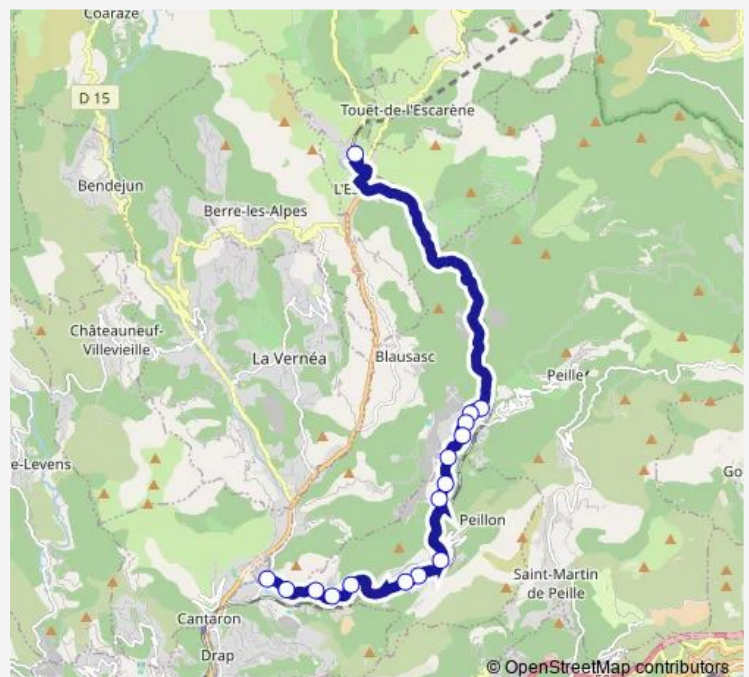 Coaraze
D 15
Touët-de-l'Escarène
Bendejun
L'E
Berre-les-Alpes
Châteauneuf-
Villevieille
La Vernéa
Blausasc
Peille
e-Levens
Go
Peillon
Saint-Martin
de Peille
Cantaron
Drap
© OpenStreetMap contributors